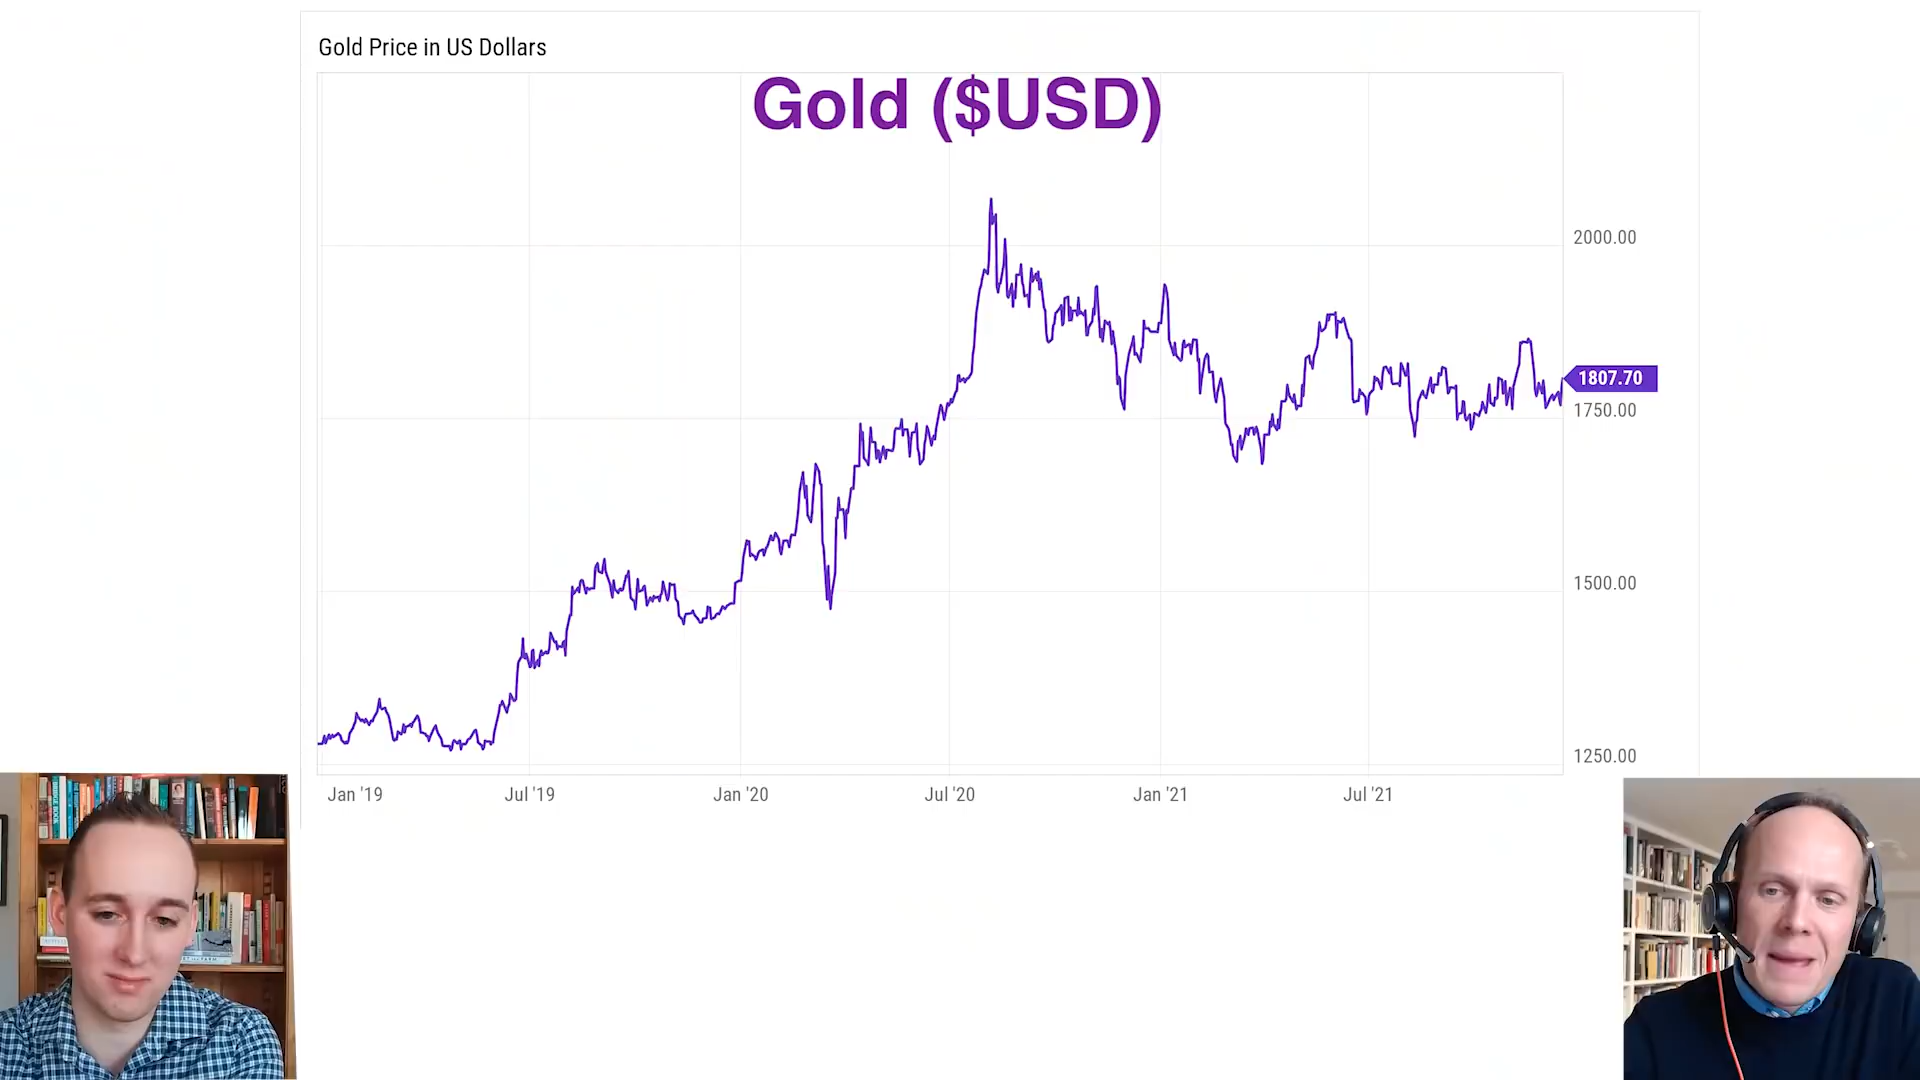 Gold Price in US Dollars
Gold ($USD)
2000.00
1807.70
1750.00
1500.00
1250.00
Jan '19
Jul '19
Jan '20
Jul '20
Jan '21
Jul '21